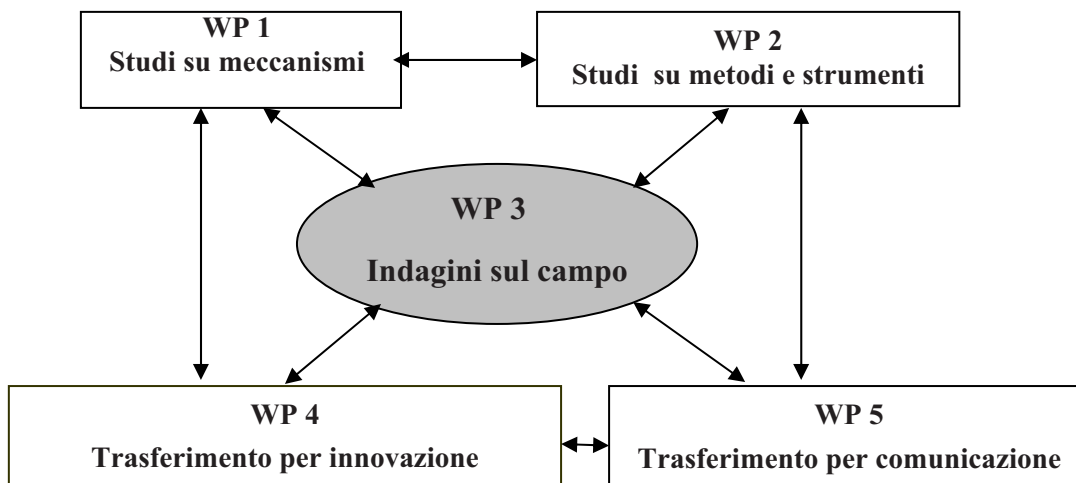 WP 1
Studi su meccanismi
WP 2
Studi su metodi e strumenti
WP 3
Indagini sul campo
WP 4
Trasferimento per innovazione
WP 5
Trasferimento per comunicazione